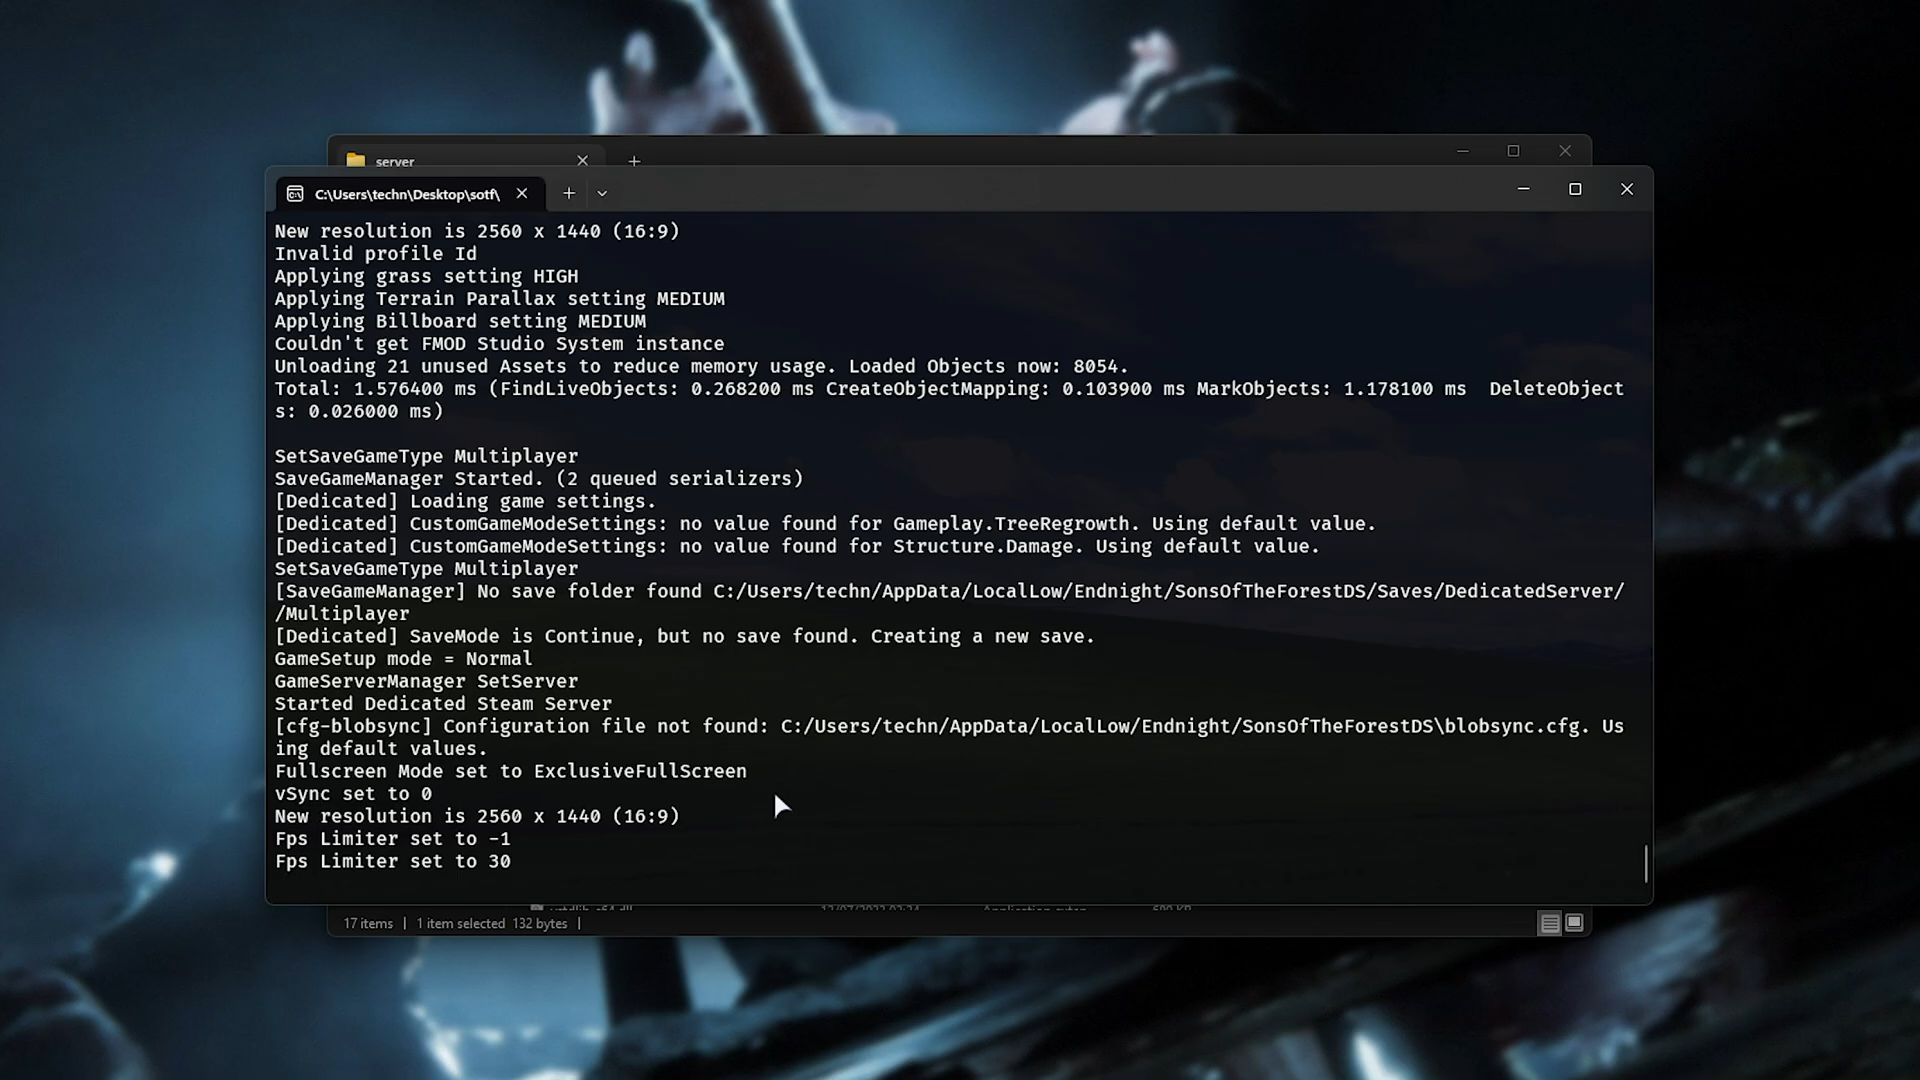 server
C:\Users\techn\Desktop\sotf\
New resolution is 2560 x 1440 (16:9)
Invalid profile Id
Applying grass setting HIGH
Applying Terrain Parallax setting MEDIUM
Applying Billboard setting MEDIUM
Couldn't get FMOD Studio System instance
Unloading 21 unused Assets to reduce memory usage. Loaded Objects now: 8054.
Total: 1.576400 ms (FindLiveObjects: 0.268200 ms CreateObjectMapping: 0.103900 ms MarkObjects: 1.178100 ms  DeleteObject
s: 0.026000 ms)
SetSaveGameType Multiplayer
SaveGameManager Started. (2 queued serializers)
[Dedicated] Loading game settings.
[Dedicated] CustomGameModeSettings: no value found for Gameplay.TreeRegrowth. Using default value.
[Dedicated] CustomGameModeSettings: no value found for Structure.Damage. Using default value.
SetSaveGameType Multiplayer
[SaveGameManager] No save folder found C:/Users/techn/AppData/LocalLow/Endnight/SonsOfTheForestDS/Saves/DedicatedServer/
/Multiplayer
[Dedicated] SaveMode is Continue, but no save found. Creating a new save.
GameSetup mode = Normal
GameServerManager SetServer
Started Dedicated Steam Server
[cfg-blobsync] Configuration file not found: C:/Users/techn/AppData/LocalLow/Endnight/SonsOfTheForestDS\blobsync.cfg. Us
ing default values.
Fullscreen Mode set to ExclusiveFullScreen
vSync set to 0
New resolution is 2560 x 1440 (16:9)
Fps Limiter set to -1
Fps Limiter set to 30
17 items | 1 item selected 132 bytes |